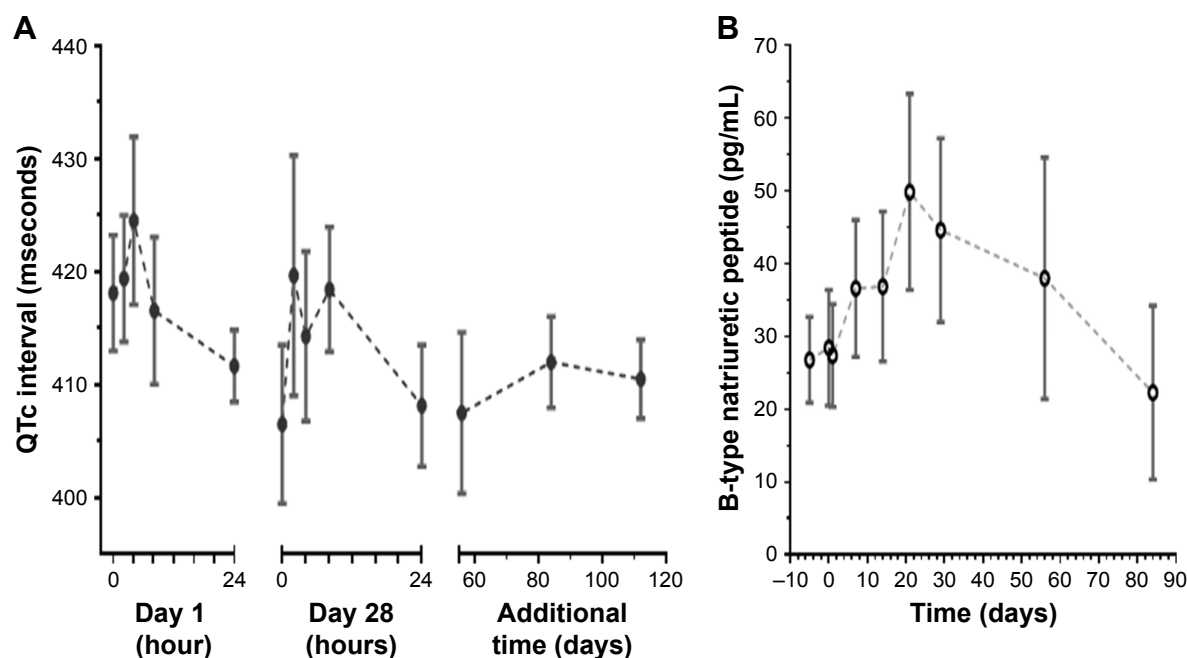 A
QTc interval (mseconds)
440
430
420
410
400
0
24
Day 1
(hour)
0
24
Day 28
(hours)
60
80
100
120
Additional
time (days)
B
B-type natriuretic peptide (pg/mL)
70
60
50
40
30
20
10
0
–10
0
10
20
30
40
50
60
70
80
90
Time (days)